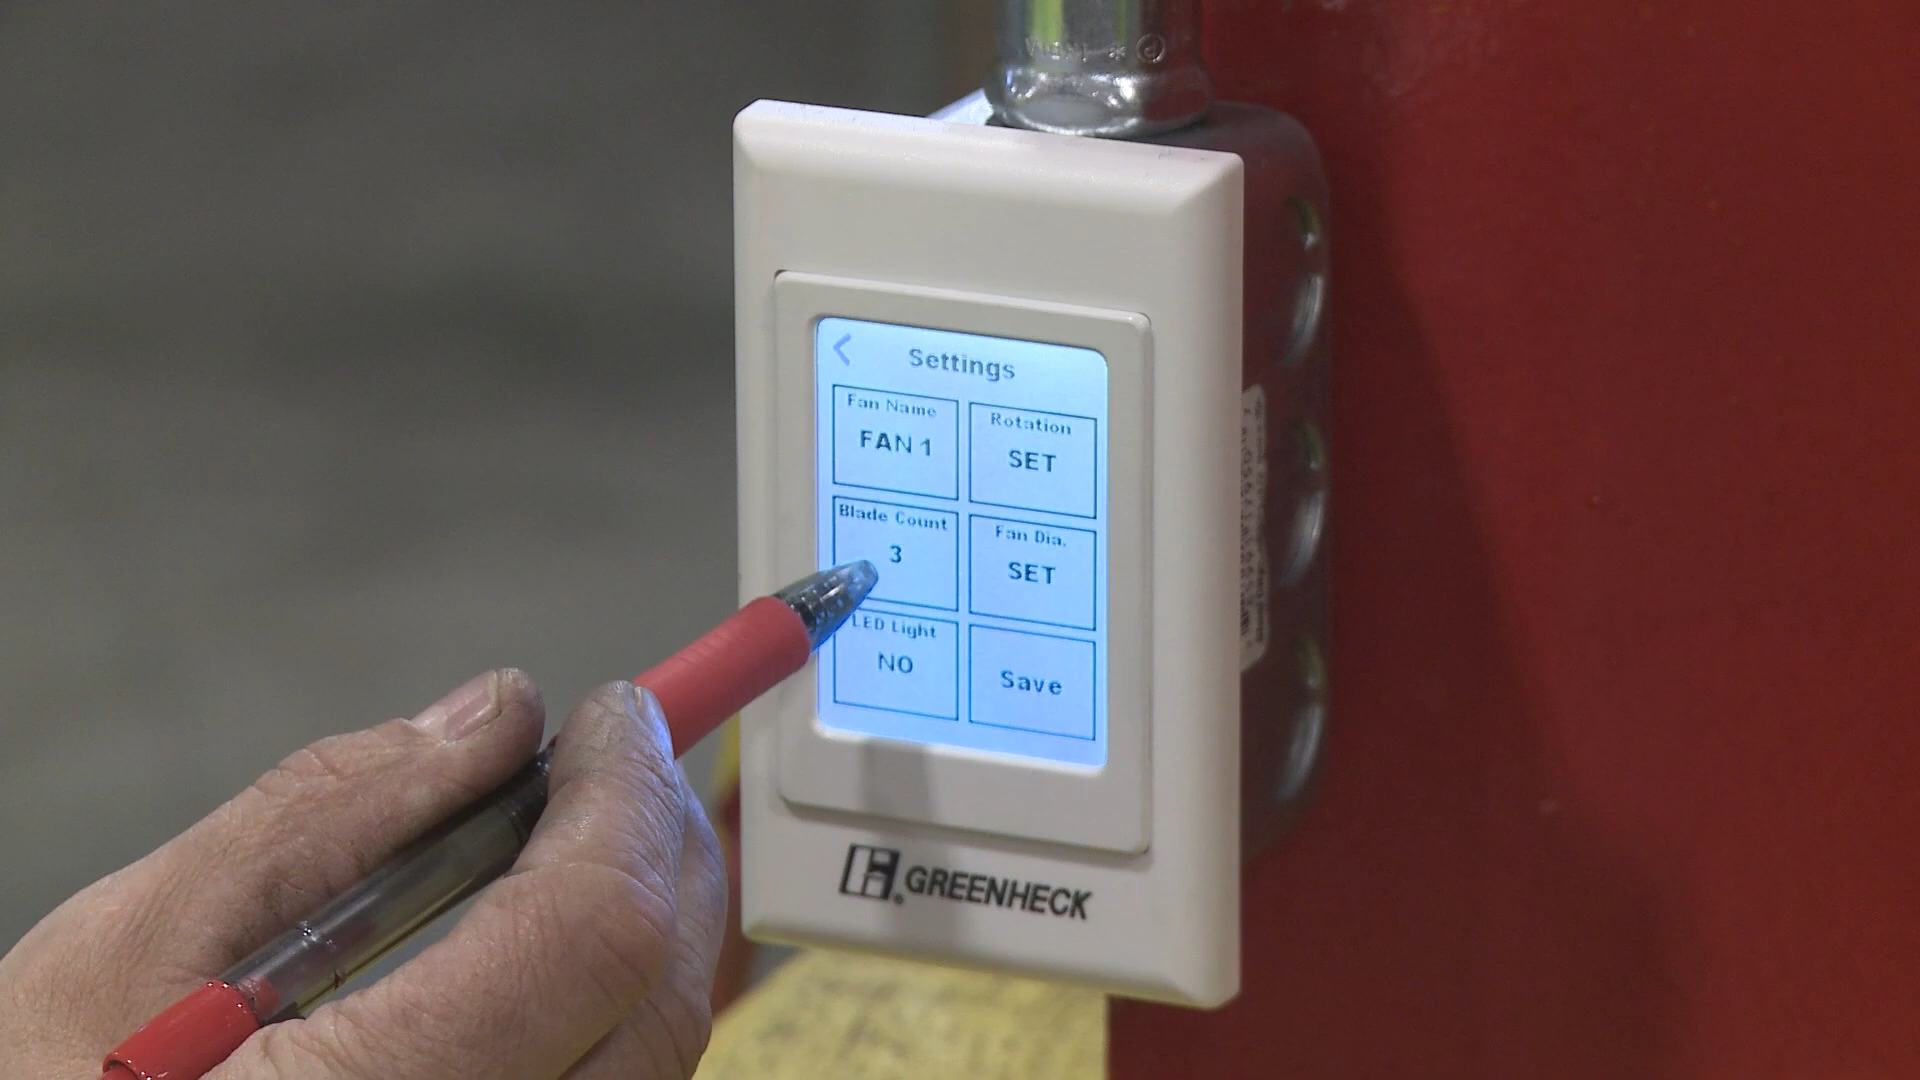 Settings
Fan Name
FAN 1
Rotation
SET
Blade Count
3
Fan Dia.
SET
LED Light
NO
Save
GREENHECK